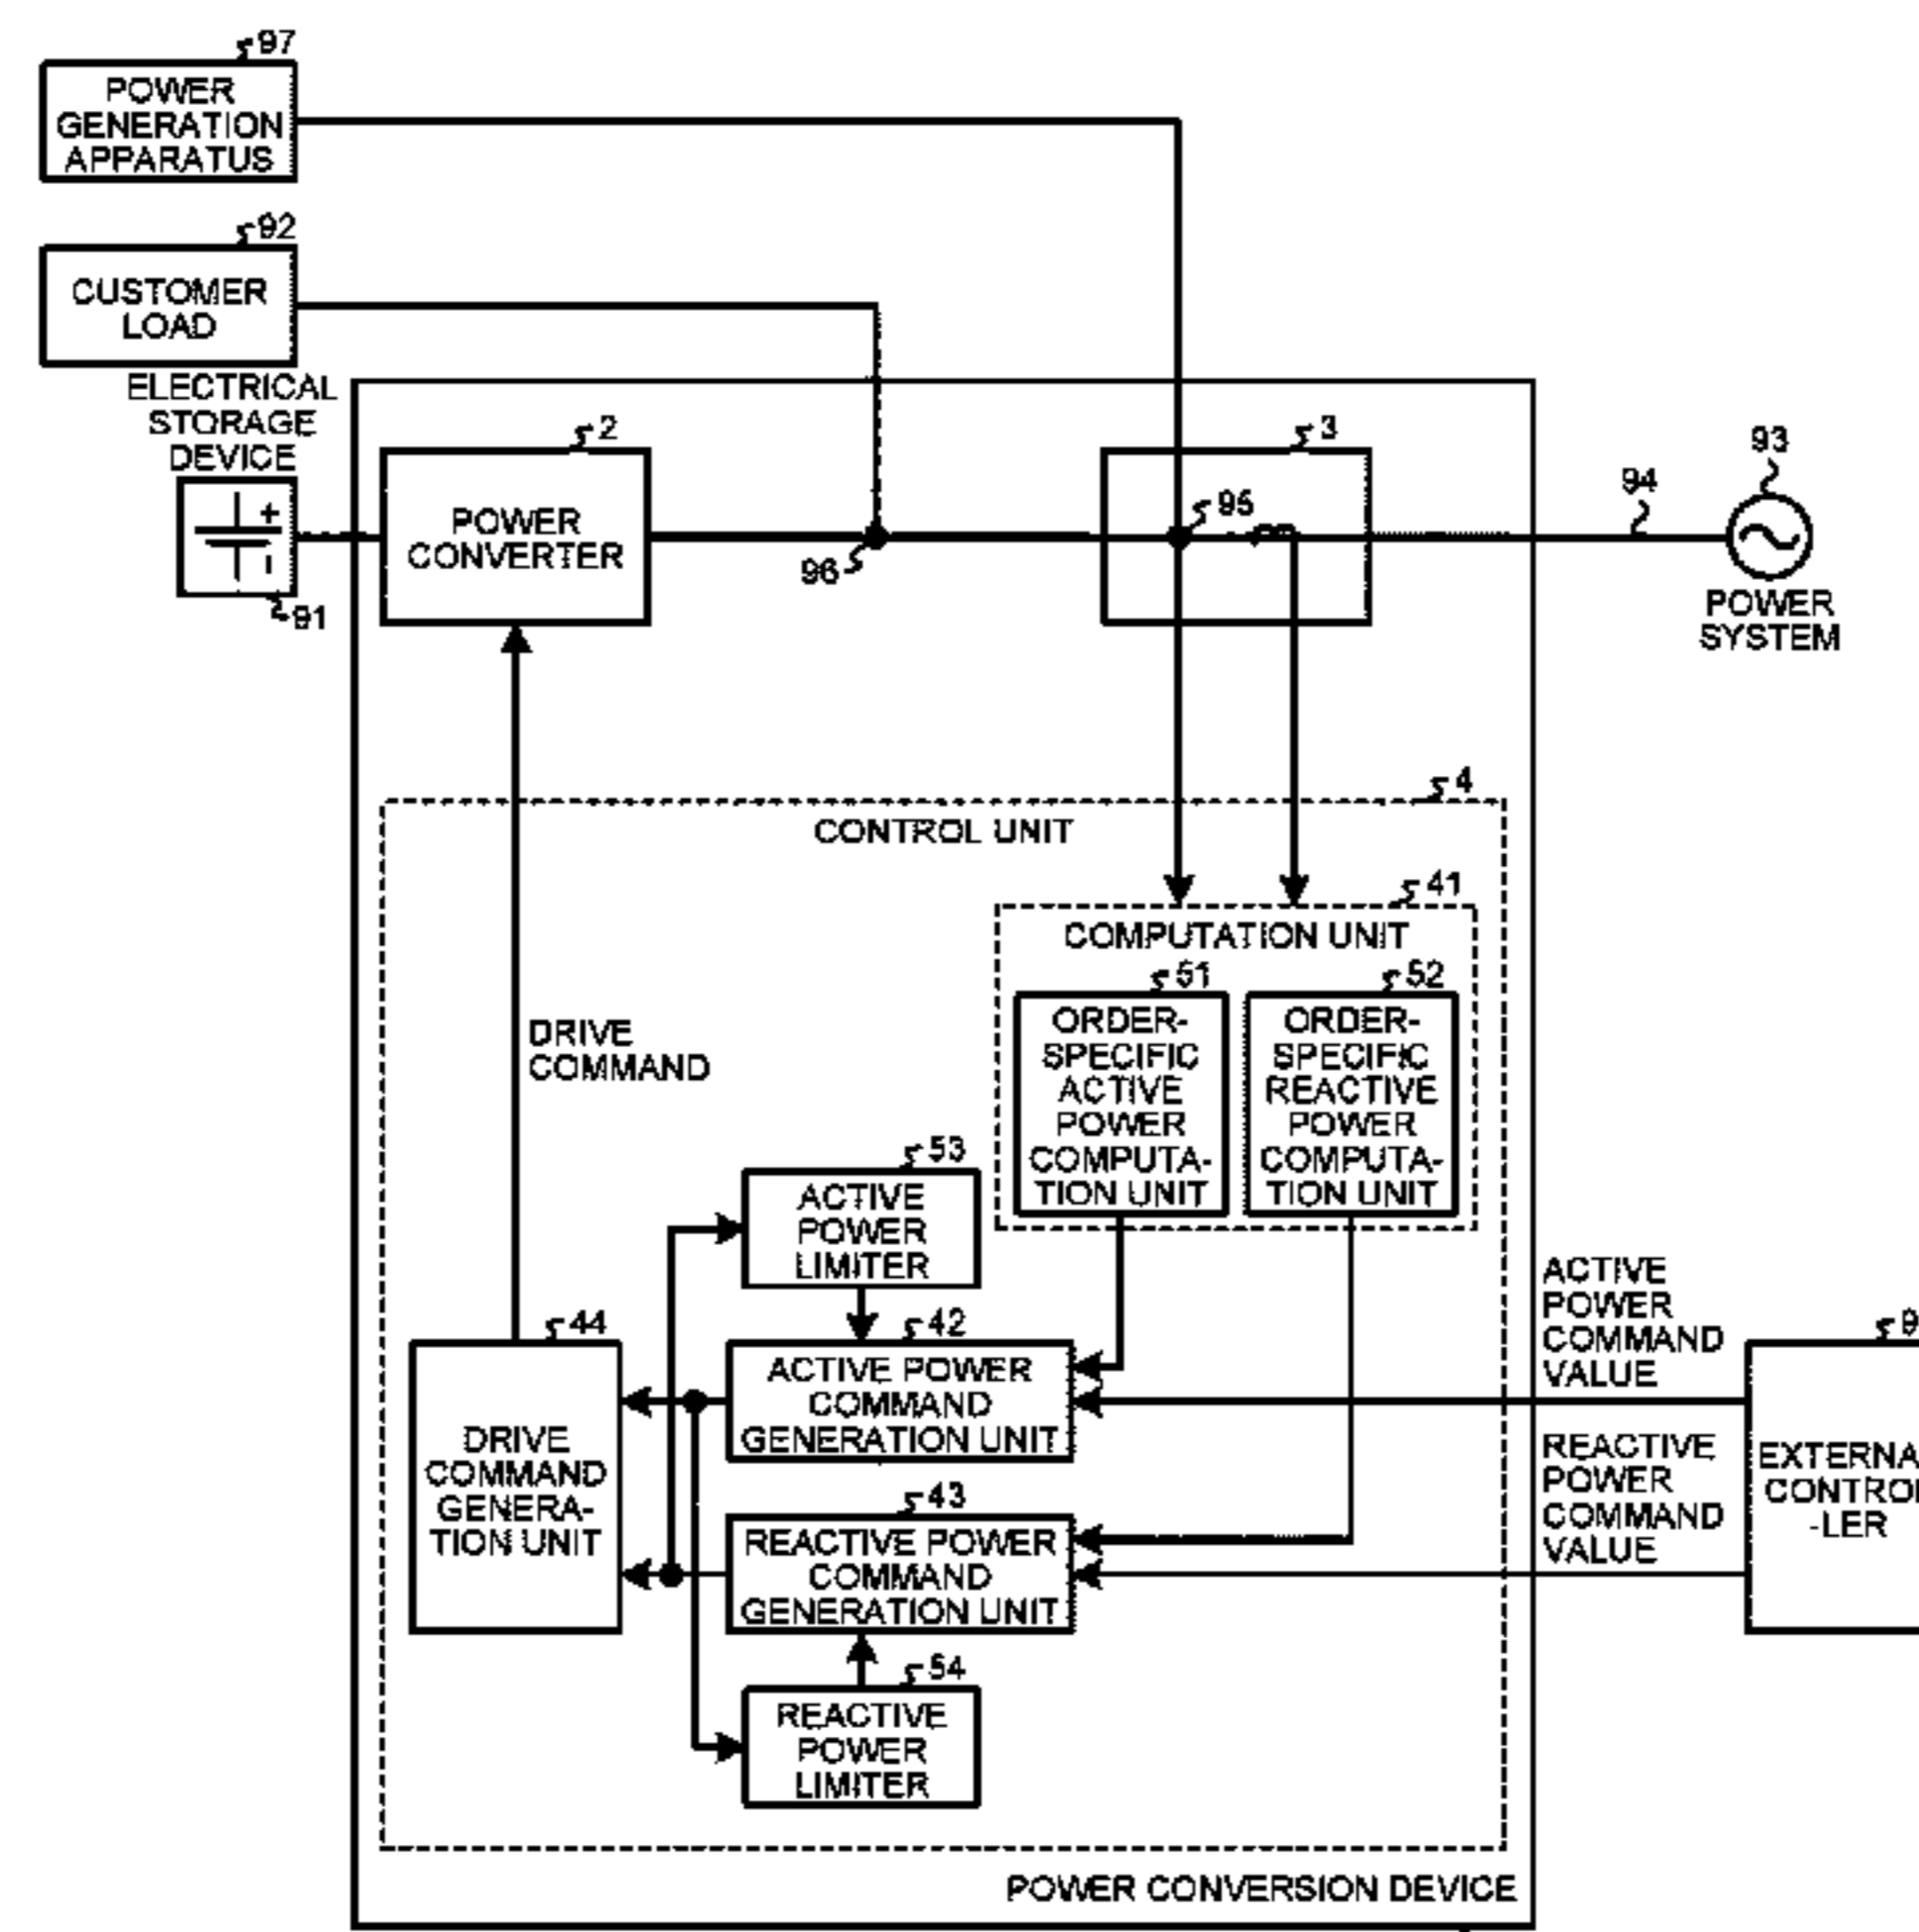 97
POWER
GENERATION
APPARATUS
92
CUSTOMER
LOAD
ELECTRICAL
STORAGE
DEVICE
+
91
2
POWER
CONVERTER
96
3
95
94
93
POWER
SYSTEM
4
CONTROL UNIT
41
COMPUTATION UNIT
51
ORDER-
SPECIFIC
ACTIVE
POWER
COMPUTA-
TION UNIT
52
ORDER-
SPECIFIC
REACTIVE
POWER
COMPUTA-
TION UNIT
DRIVE
COMMAND
53
ACTIVE
POWER
LIMITER
44
DRIVE
COMMAND
GENERA-
TION UNIT
42
ACTIVE POWER
COMMAND
GENERATION UNIT
43
REACTIVE POWER
COMMAND
GENERATION UNIT
54
REACTIVE
POWER
LIMITER
ACTIVE
POWER
COMMAND
VALUE
REACTIVE
POWER
COMMAND
VALUE
9
EXTERNA
CONTROL
-LER
POWER CONVERSION DEVICE